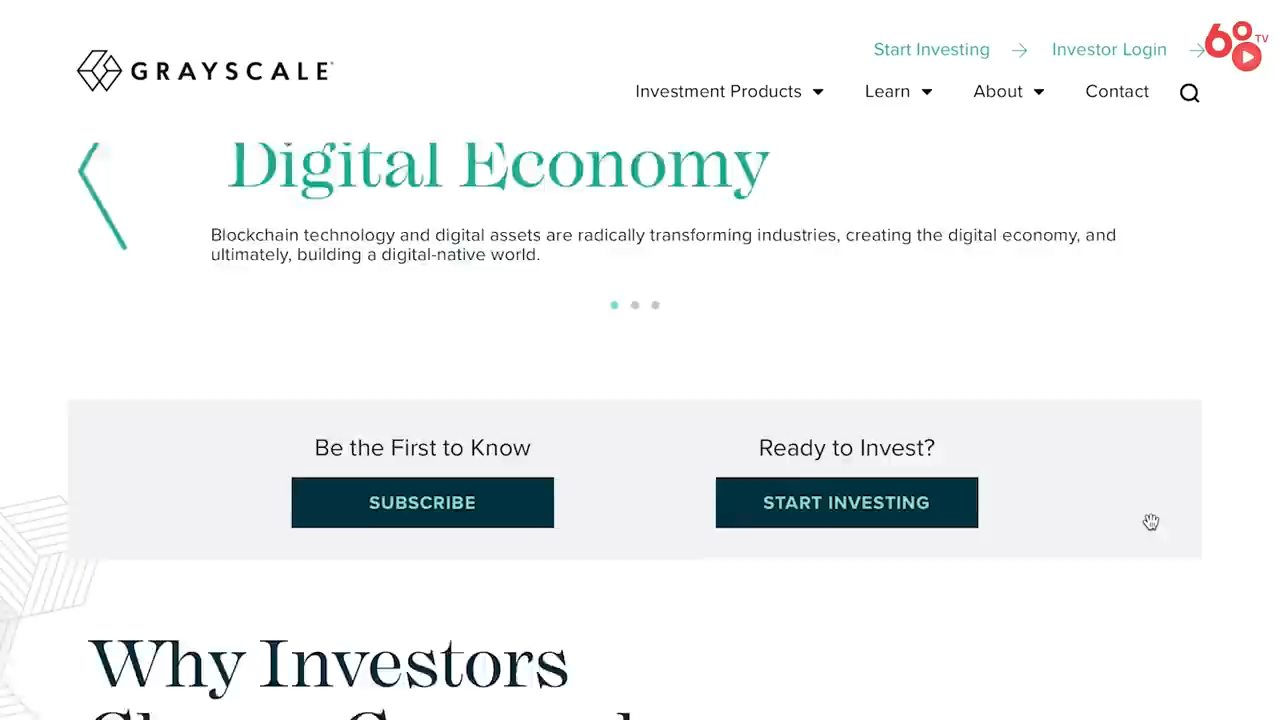 Start Investing
Investor Login
60 TV
GRAYSCALE
Investment Products
Learn
About
Contact
Digital Economy
Blockchain technology and digital assets are radically transforming industries, creating the digital economy, and
ultimately, building a digital-native world.
Be the First to Know
Ready to Invest?
SUBSCRIBE
START INVESTING
Why Investors